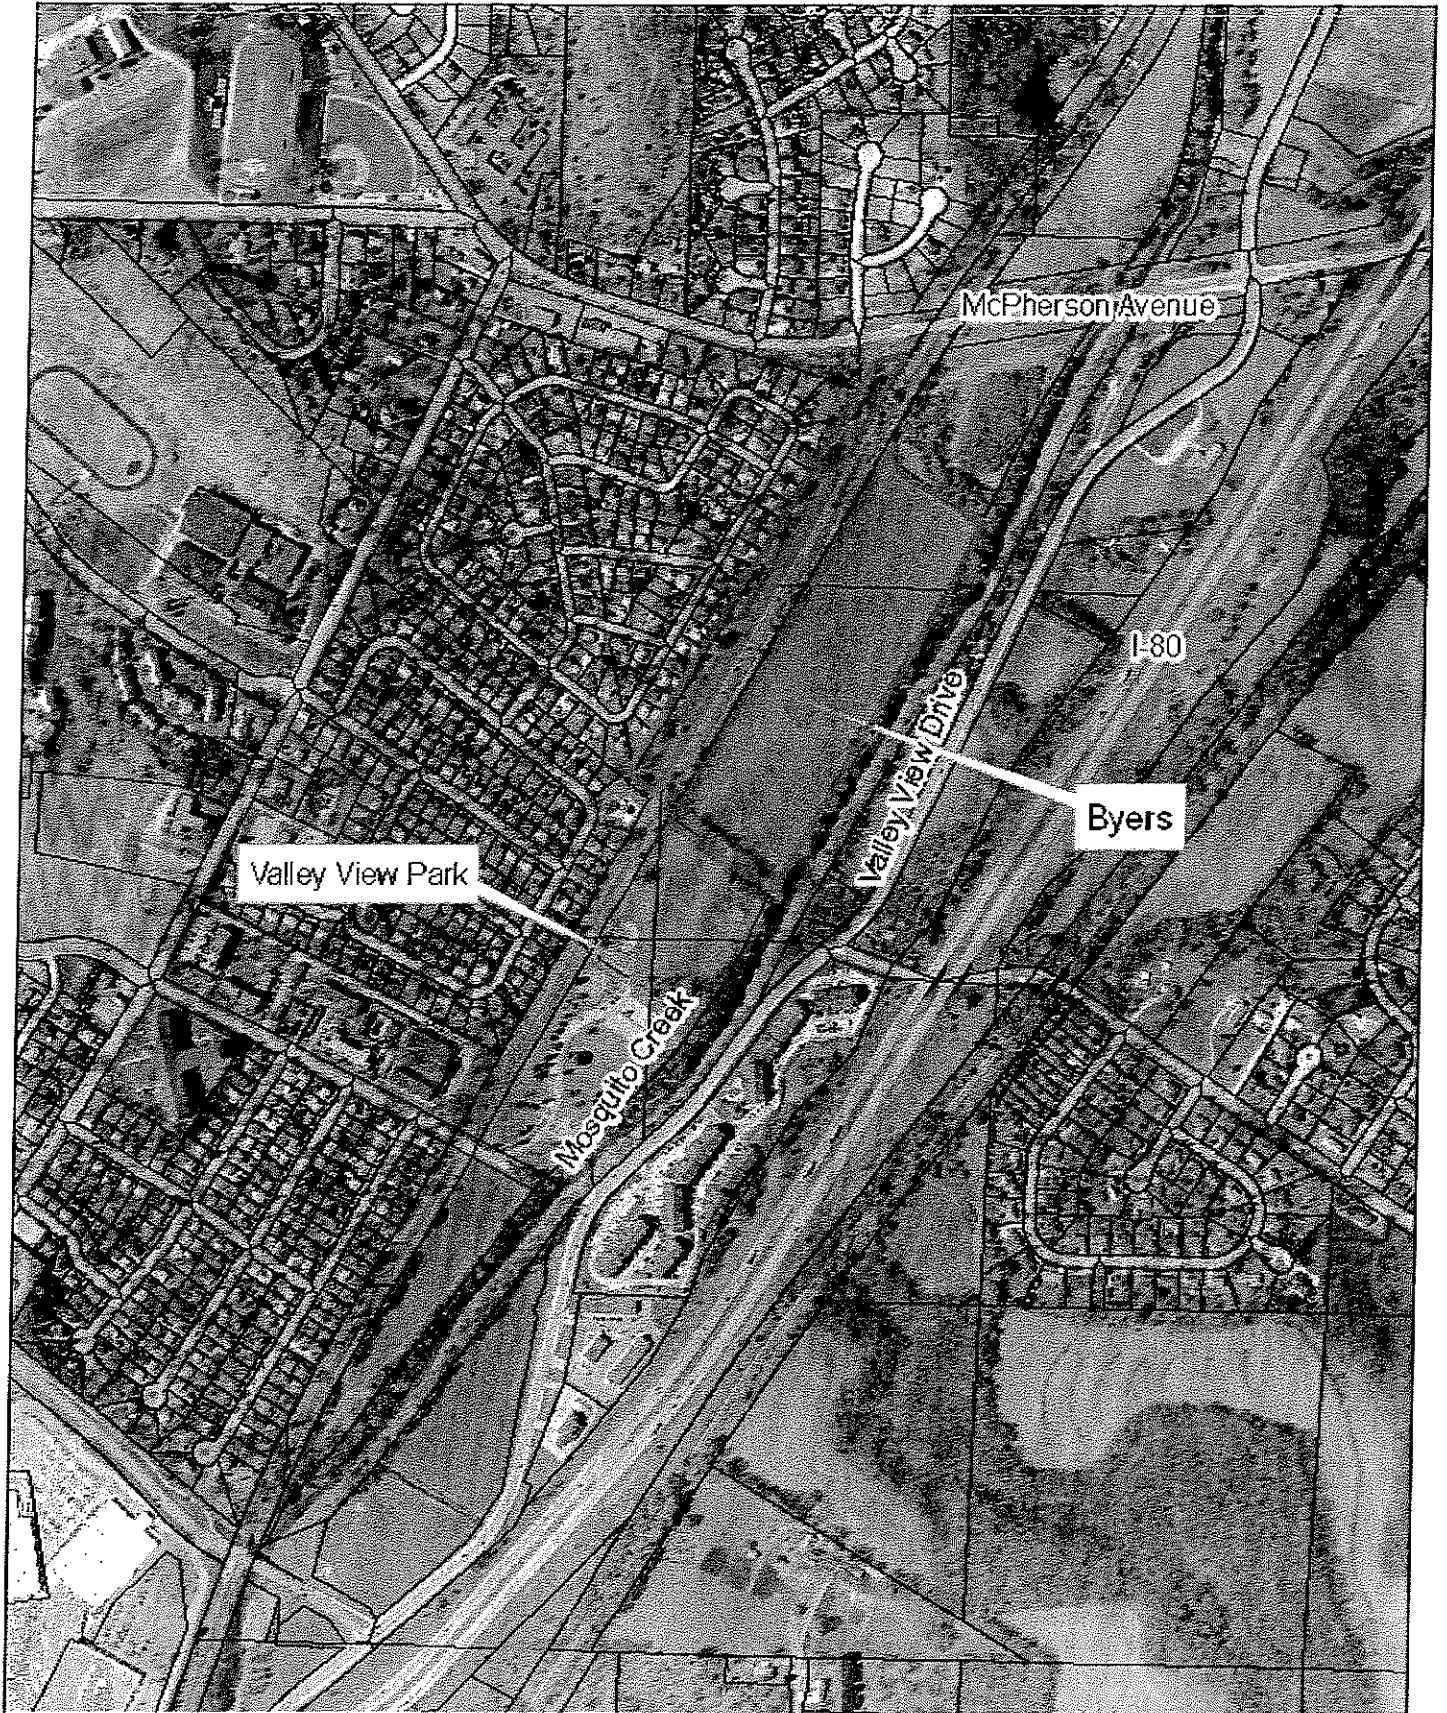 McPherson Avenue
I-80
Valley View Drive
Byers
Valley View Park
Mosquito Creek